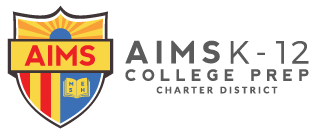 AIMS
AIMS K-12
COLLEGE PREP
CHARTER DISTRICT